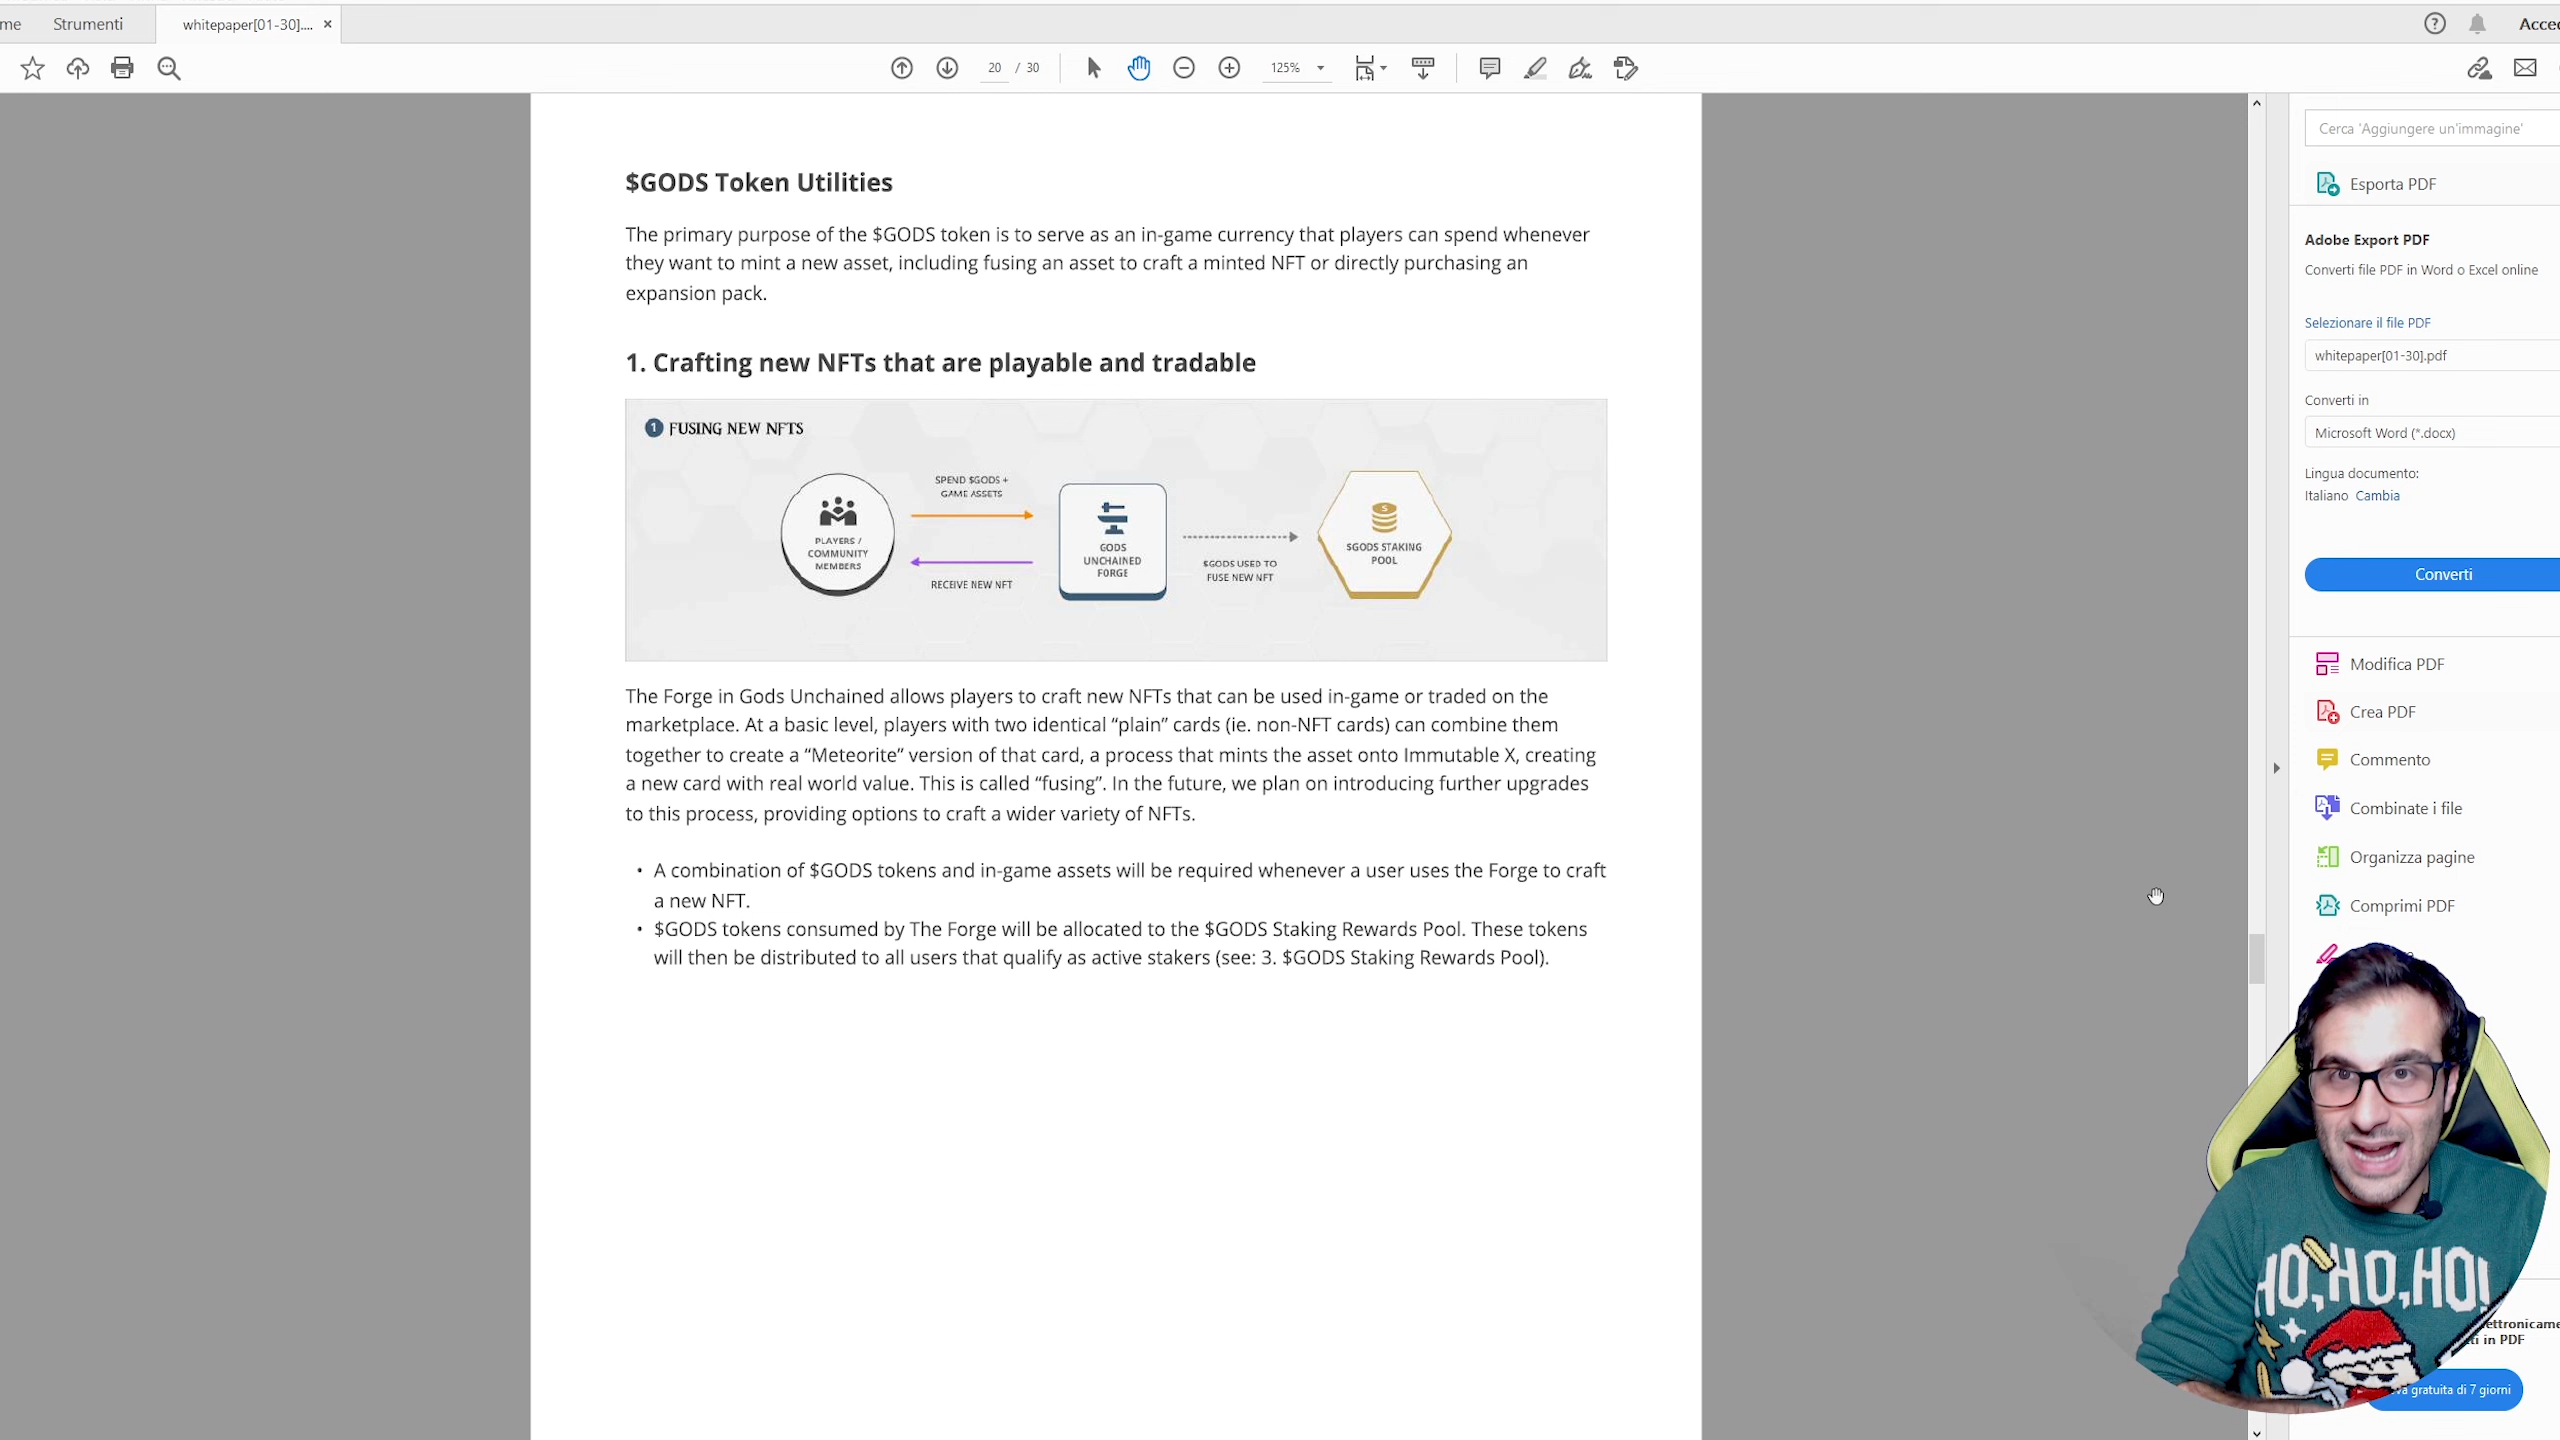 me
Strumenti
whitepaper[01-30]....
×
Acce
20 / 30
125%
$GODS Token Utilities
The primary purpose of the $GODS token is to serve as an in-game currency that players can spend whenever
they want to mint a new asset, including fusing an asset to craft a minted NFT or directly purchasing an
expansion pack.
1. Crafting new NFTs that are playable and tradable
1 FUSING NEW NFTS
PLAYERS /
COMMUNITY
MEMBERS
SPEND $GODS +
GAME ASSETS
RECEIVE NEW NFT
GODS
UNCHAINED
FORGE
$GODS USED TO
FUSE NEW NFT
$GODS STAKING
POOL
The Forge in Gods Unchained allows players to craft new NFTs that can be used in-game or traded on the
marketplace. At a basic level, players with two identical “plain” cards (ie. non-NFT cards) can combine them
together to create a “Meteorite” version of that card, a process that mints the asset onto Immutable X, creating
a new card with real world value. This is called “fusing”. In the future, we plan on introducing further upgrades
to this process, providing options to craft a wider variety of NFTs.
• A combination of $GODS tokens and in-game assets will be required whenever a user uses the Forge to craft
a new NFT.
• $GODS tokens consumed by The Forge will be allocated to the $GODS Staking Rewards Pool. These tokens
will then be distributed to all users that qualify as active stakers (see: 3. $GODS Staking Rewards Pool).
Cerca 'Aggiungere un'immagine'
Esporta PDF
Adobe Export PDF
Converti file PDF in Word o Excel online
Selezionare il file PDF
whitepaper[01-30].pdf
Converti in
Microsoft Word (*.docx)
Lingua documento:
Italiano Cambia
Converti
Modifica PDF
Crea PDF
Commento
Combinate i file
Organizza pagine
Comprimi PDF
HO,HO,HO!
ettronicame
ti in PDF
va gratuita di 7 giorni